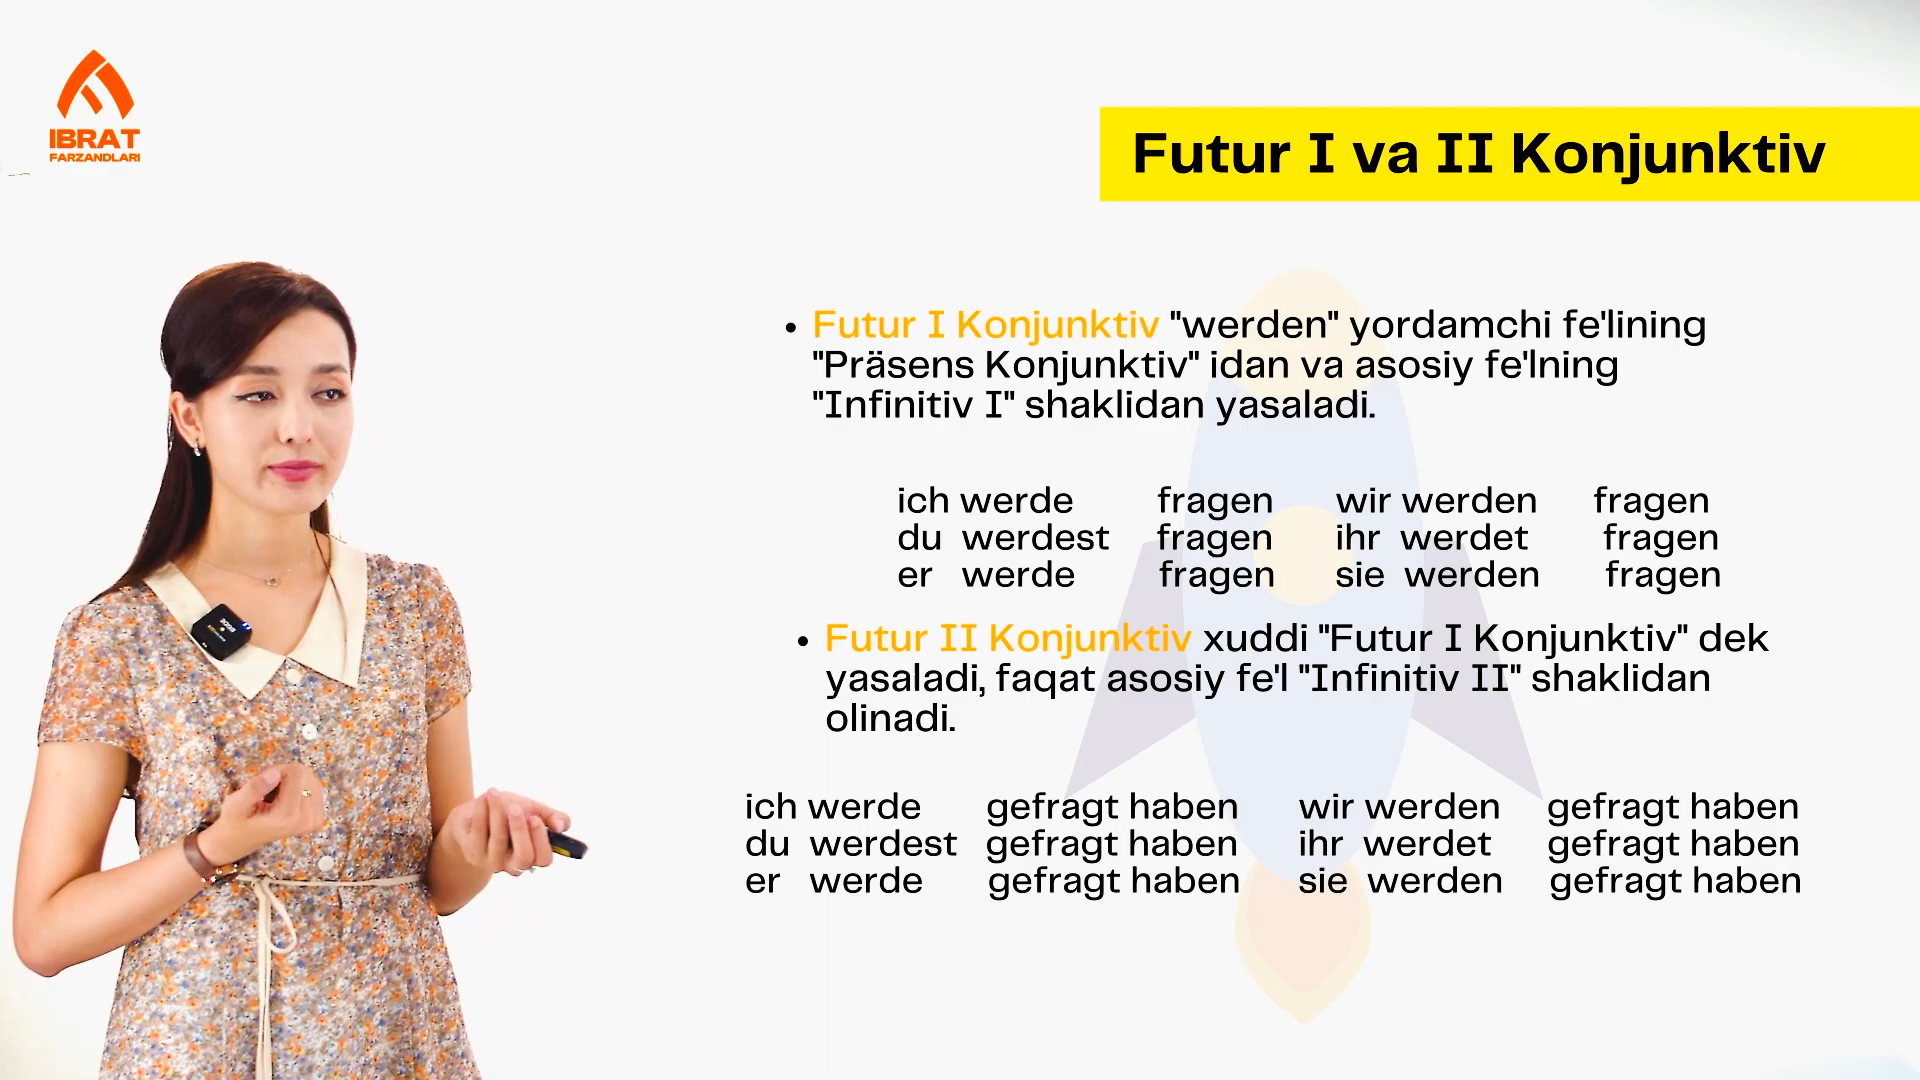 IBRAT
FARZANDLARI
Futur I va II Konjunktiv
• Futur I Konjunktiv "werden" yordamchi fe'lining
"Präsens Konjunktiv" idan va asosiy fe'lning
"Infinitiv I" shaklidan yasaladi.
ich werde fragen wir werden fragen
du werdest fragen ihr werdet fragen
er werde fragen sie werden fragen
• Futur II Konjunktiv xuddi "Futur I Konjunktiv" dek
yasaladi, faqat asosiy fe'l "Infinitiv II" shaklidan
olinadi.
ich werde gefragt haben wir werden gefragt haben
du werdest gefragt haben ihr werdet gefragt haben
er werde gefragt haben sie werden gefragt haben